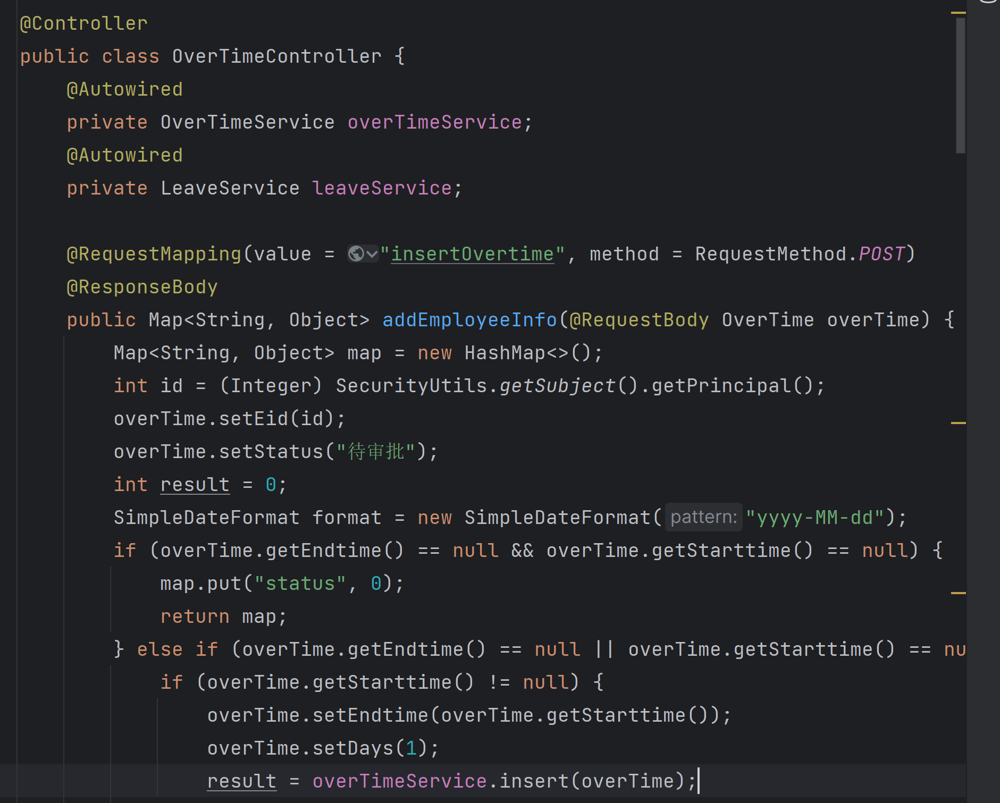 @Controller
public class OverTimeController {
    @Autowired
    private OverTimeService overTimeService;
    @Autowired
    private LeaveService leaveService;

    @RequestMapping(value = "insertOvertime", method = RequestMethod.POST)
    @ResponseBody
    public Map<String, Object> addEmployeeInfo(@RequestBody OverTime overTime) {
        Map<String, Object> map = new HashMap<>();
        int id = (Integer) SecurityUtils.getSubject().getPrincipal();
        overTime.setEid(id);
        overTime.setStatus("待审批");
        int result = 0;
        SimpleDateFormat format = new SimpleDateFormat( pattern: "yyyy-MM-dd");
        if (overTime.getEndtime() == null && overTime.getStarttime() == null) {
            map.put("status", 0);
            return map;
        } else if (overTime.getEndtime() == null || overTime.getStarttime() == nu
            if (overTime.getStarttime() != null) {
                overTime.setEndtime(overTime.getStarttime());
                overTime.setDays(1);
                result = overTimeService.insert(overTime);